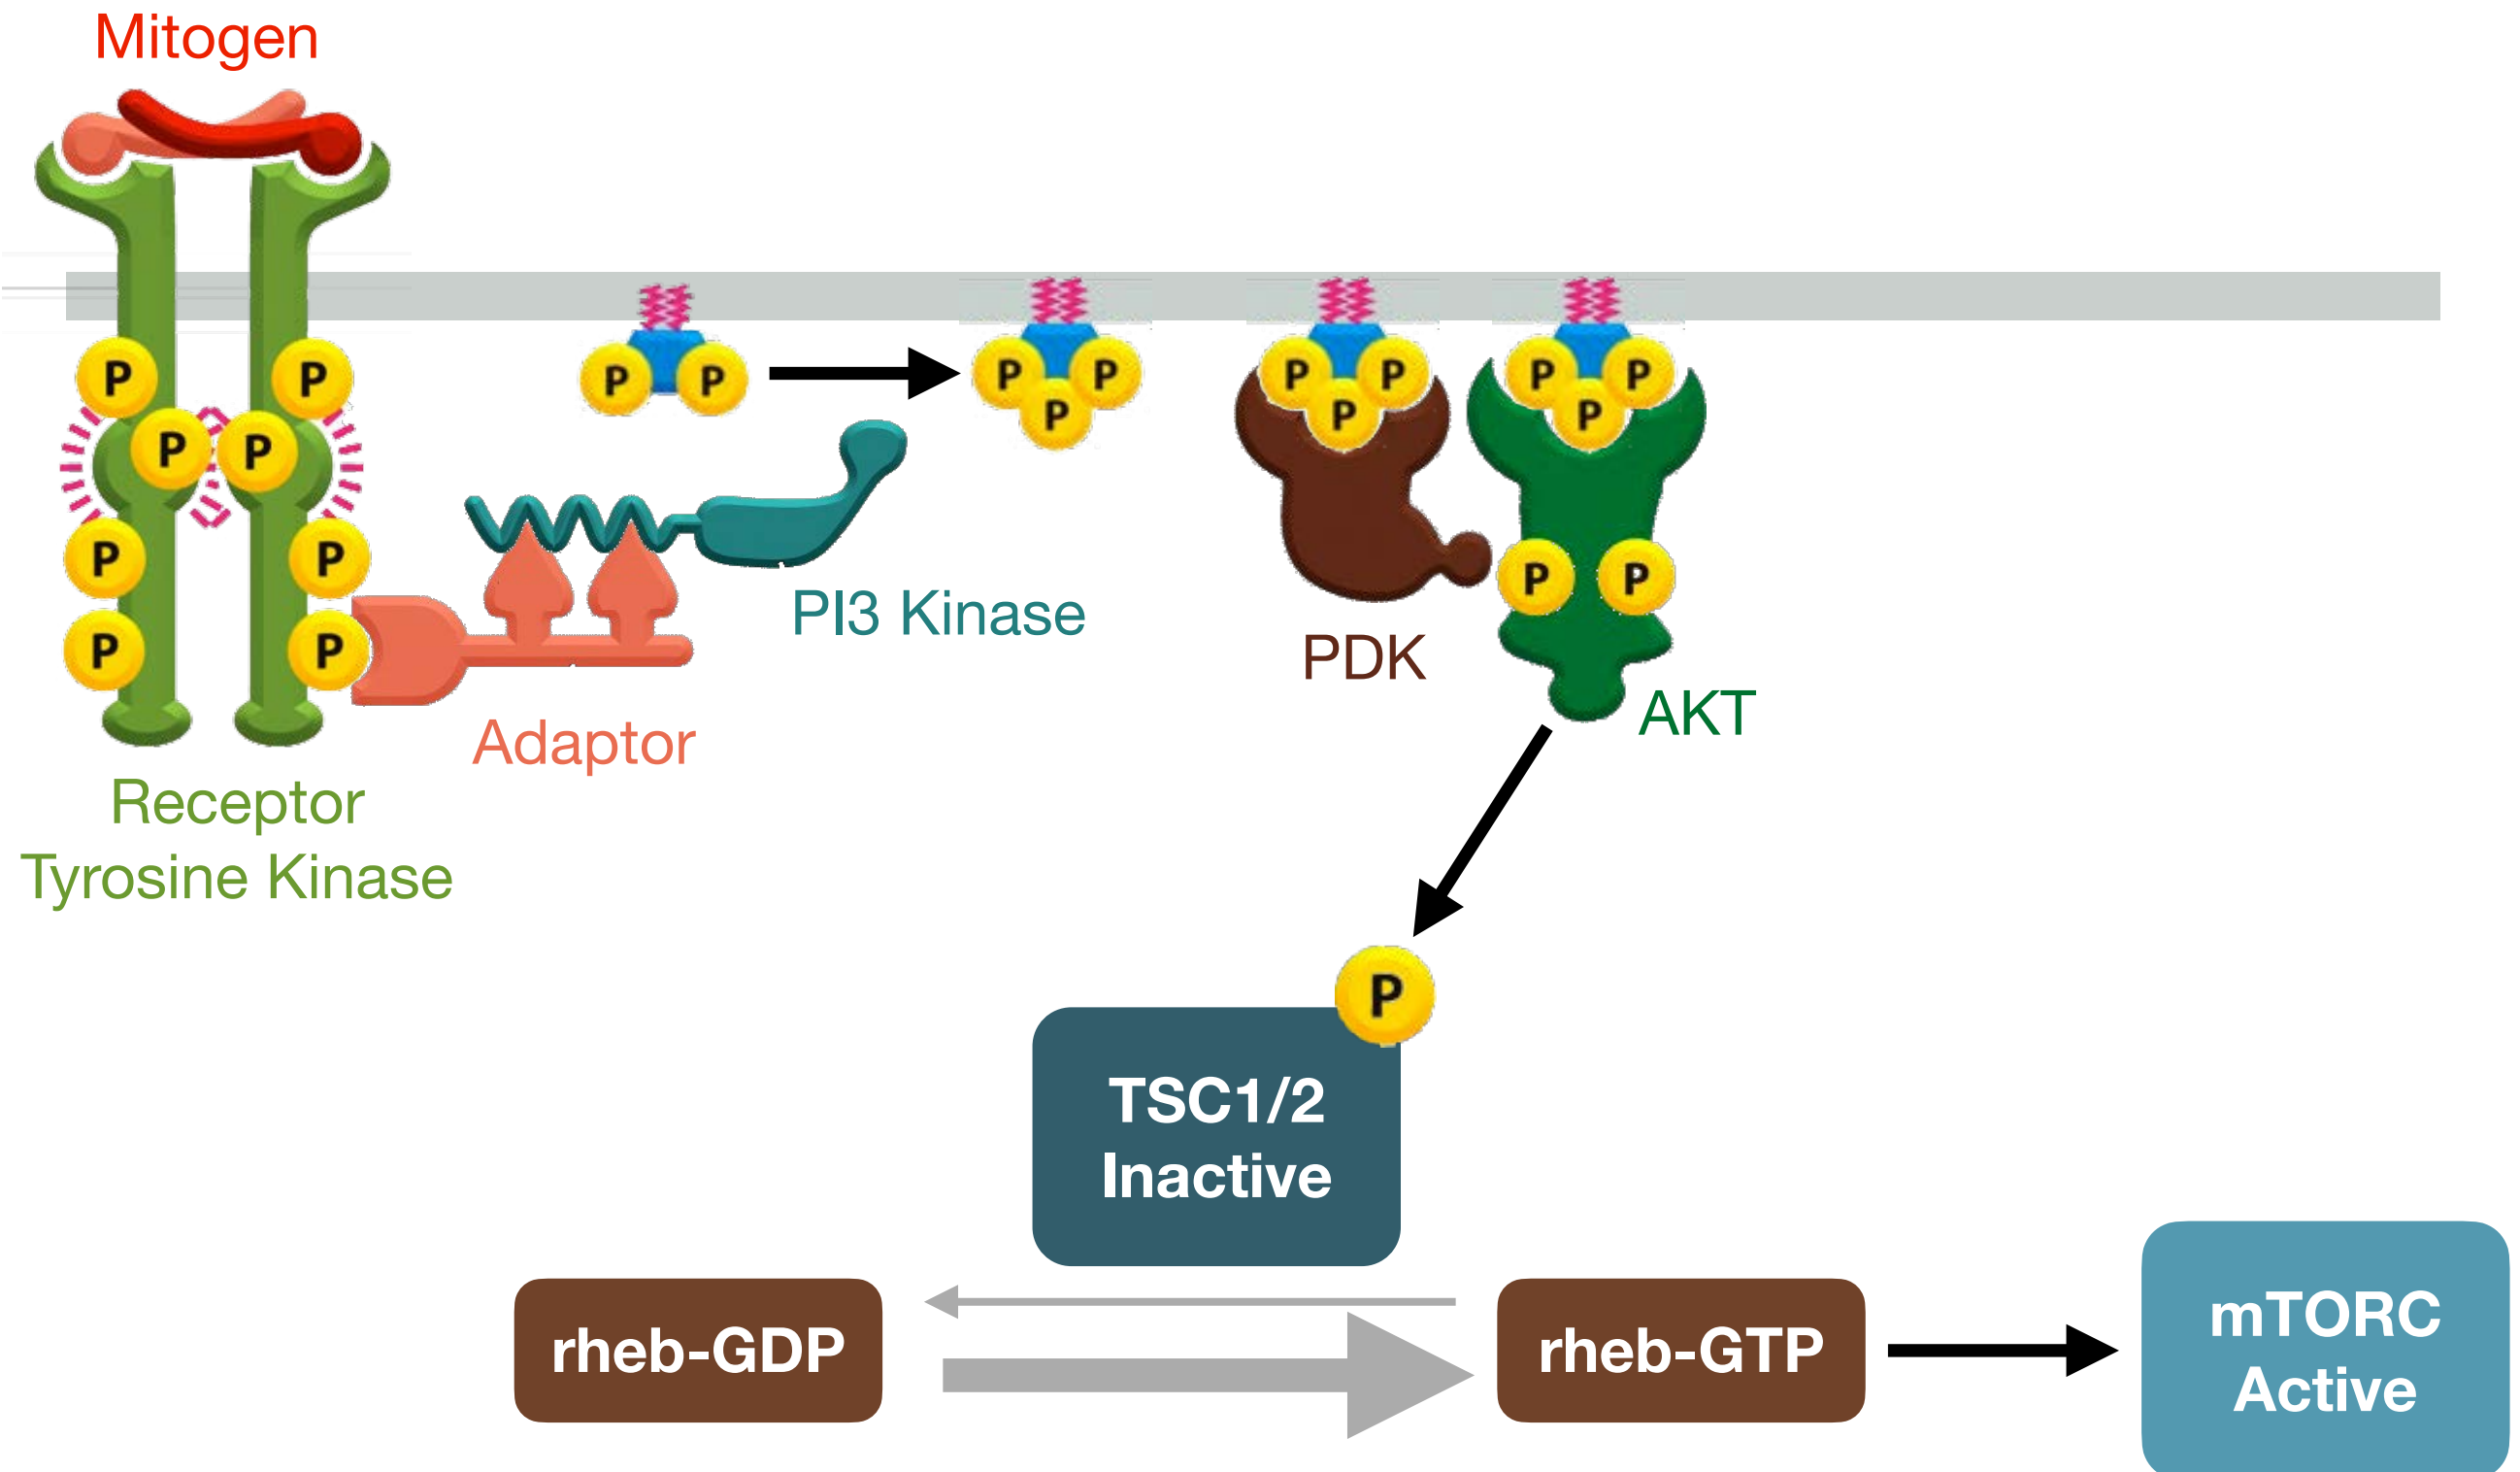 Mitogen
P P
P P
P P
P P
P P
P P
P P P
P P P
P P P
P P
PI3 Kinase
PDK
AKT
Adaptor
Receptor
Tyrosine Kinase
P
TSC1/2
Inactive
rheb-GDP
rheb-GTP
mTORC
Active